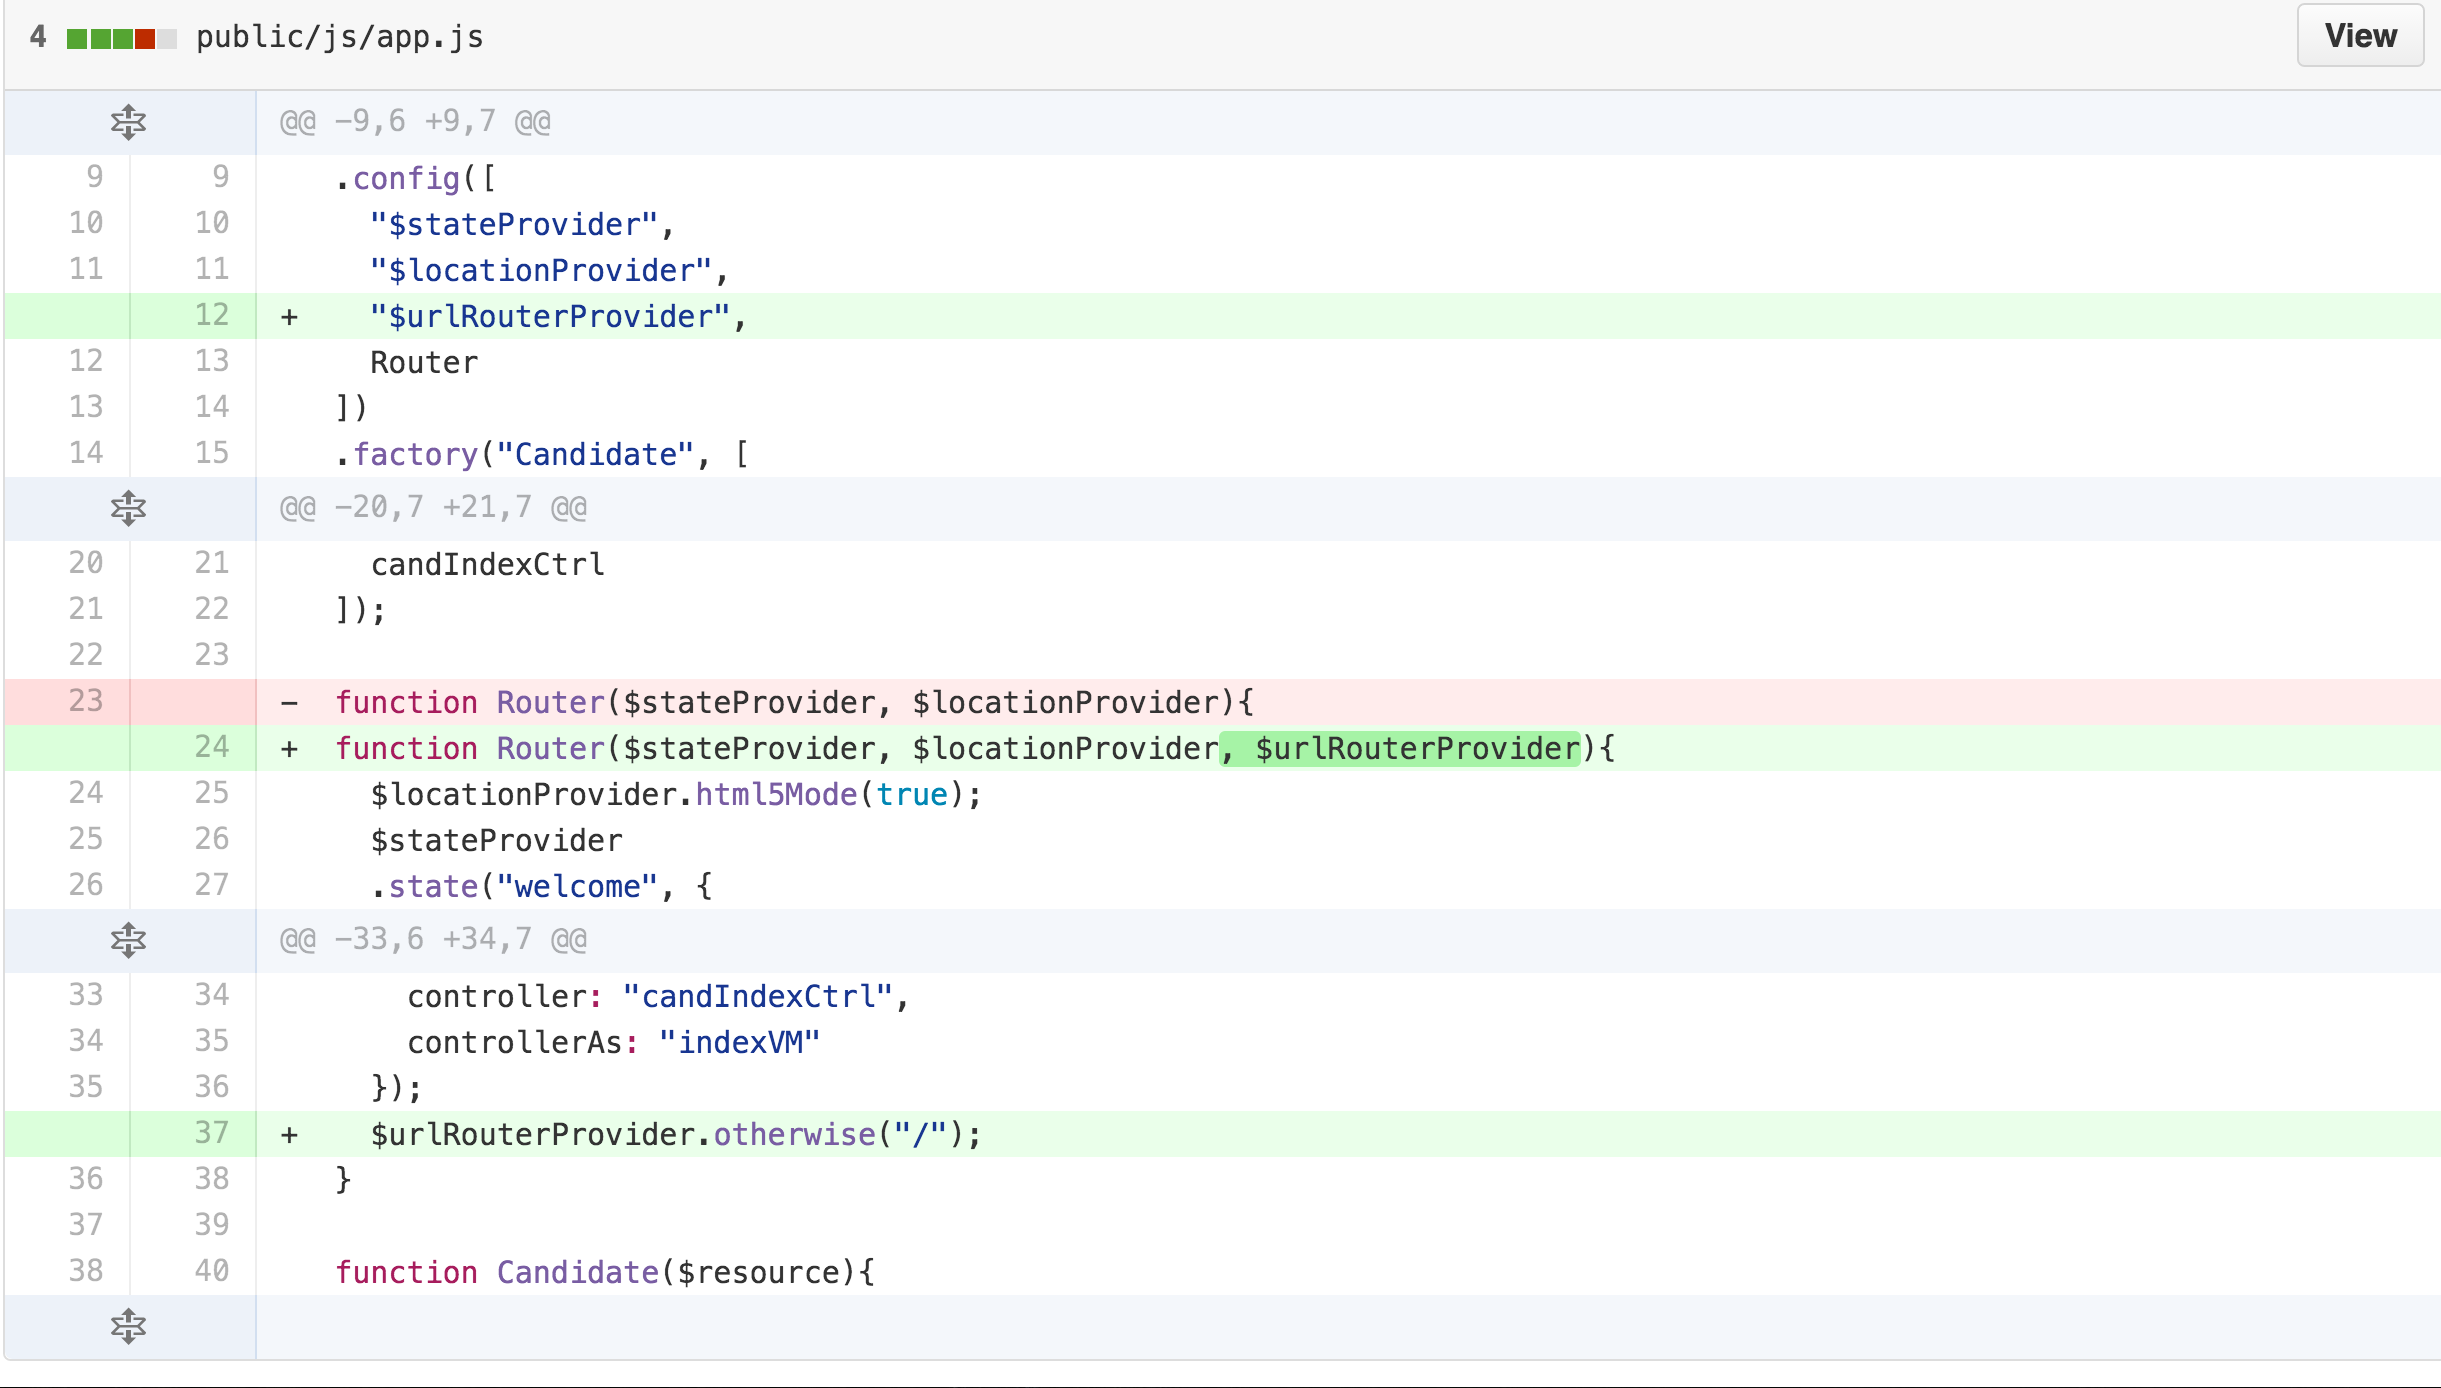 4 public/js/app.js View
@@ -9,6 +9,7 @@
9 9 .config([
10 10 "$stateProvider",
11 11 "$locationProvider",
12 + "$urlRouterProvider",
12 13 Router
13 14 ])
14 15 .factory("Candidate", [
@@ -20,7 +21,7 @@
20 21 candIndexCtrl
21 22 ]);
22 23
23 - function Router($stateProvider, $locationProvider){
24 + function Router($stateProvider, $locationProvider, $urlRouterProvider){
24 25 $locationProvider.html5Mode(true);
25 26 $stateProvider
26 27 .state("welcome", {
@@ -33,6 +34,7 @@
33 34 controller: "candIndexCtrl",
34 35 controllerAs: "indexVM"
35 36 });
37 + $urlRouterProvider.otherwise("/");
36 38 }
37 39
38 40 function Candidate($resource){